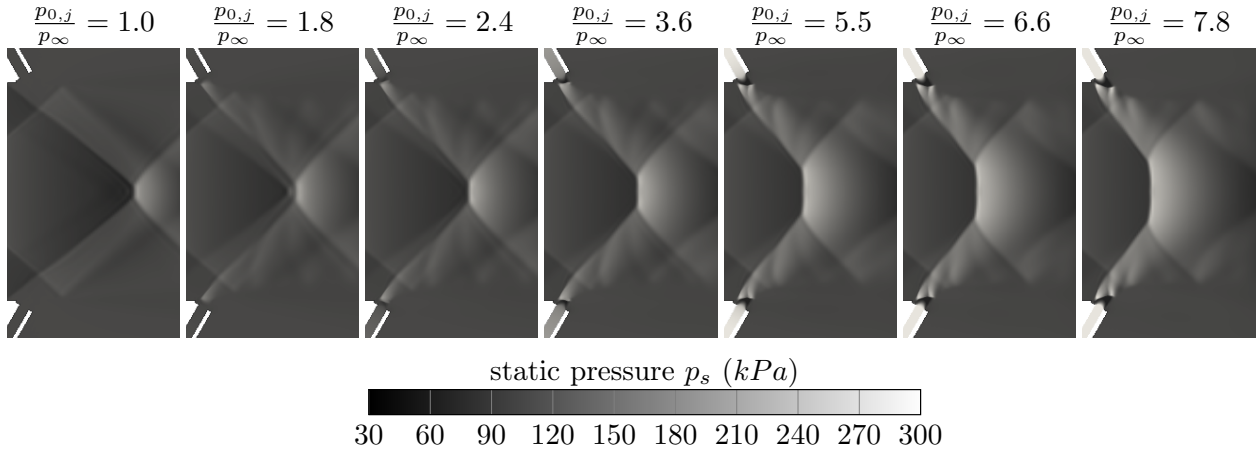 p0,j/p∞ = 1.0 p0,j/p∞ = 1.8 p0,j/p∞ = 2.4 p0,j/p∞ = 3.6 p0,j/p∞ = 5.5 p0,j/p∞ = 6.6 p0,j/p∞ = 7.8
static pressure ps (kPa)
30 60 90 120 150 180 210 240 270 300